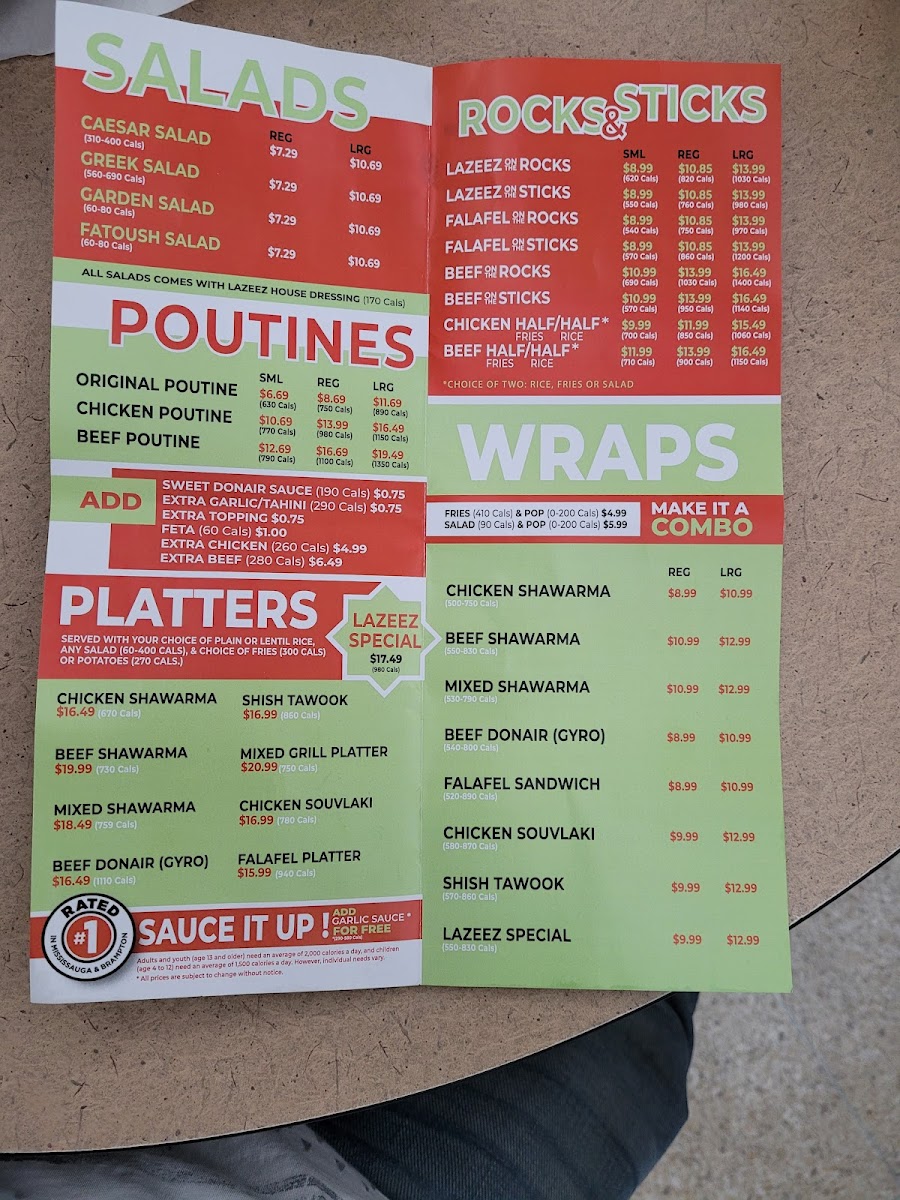 SALADS
REG LRG
CAESAR SALAD $7.29 $10.69
(310-400 Cals)
GREEK SALAD $7.29 $10.69
(560-690 Cals)
GARDEN SALAD $7.29 $10.69
(60-80 Cals)
FATOUSH SALAD $7.29 $10.69
(60-80 Cals)
ALL SALADS COMES WITH LAZEEZ HOUSE DRESSING (170 Cals)
POUTINES
SML REG LRG
ORIGINAL POUTINE $6.69 $8.69 $11.69
(630 Cals) (750 Cals) (890 Cals)
CHICKEN POUTINE $10.69 $13.99 $16.49
(770 Cals) (980 Cals) (1150 Cals)
BEEF POUTINE $12.69 $16.69 $19.49
(790 Cals) (1100 Cals) (1350 Cals)
ADD
SWEET DONAIR SAUCE (190 Cals) $0.75
EXTRA GARLIC/TAHINI (290 Cals) $0.75
EXTRA TOPPING $0.75
FETA (60 Cals) $1.00
EXTRA CHICKEN (260 Cals) $4.99
EXTRA BEEF (280 Cals) $6.49
PLATTERS
SERVED WITH YOUR CHOICE OF PLAIN OR LENTIL RICE,
ANY SALAD (60-400 CALS), & CHOICE OF FRIES (300 CALS)
OR POTATOES (270 CALS.)
LAZEEZ
SPECIAL
$17.49
(980 Cals)
CHICKEN SHAWARMA
$16.49 (670 Cals)
SHISH TAWOOK
$16.99 (860 Cals)
BEEF SHAWARMA
$19.99 (730 Cals)
MIXED GRILL PLATTER
$20.99 (750 Cals)
MIXED SHAWARMA
$18.49 (759 Cals)
CHICKEN SOUVLAKI
$16.99 (780 Cals)
BEEF DONAIR (GYRO)
$16.49 (1110 Cals)
FALAFEL PLATTER
$15.99 (940 Cals)
RATED
#1
IN MISSISSAUGA & BRAMPTON
SAUCE IT UP !
ADD
GARLIC SAUCE *
FOR FREE
Adults and youth (age 13 and older) need an average of 2,000 calories a day, and children
(age 4 to 12) need an average of 1,500 calories a day. However, individual needs vary.
* All prices are subject to change without notice.
ROCKS & STICKS
SML REG LRG
LAZEEZ ON THE ROCKS $8.99 $10.85 $13.99
(620 Cals) (820 Cals) (1030 Cals)
LAZEEZ ON THE STICKS $8.99 $10.85 $13.99
(550 Cals) (760 Cals) (980 Cals)
FALAFEL ON THE ROCKS $8.99 $10.85 $13.99
(540 Cals) (750 Cals) (970 Cals)
FALAFEL ON THE STICKS $8.99 $10.85 $13.99
(570 Cals) (860 Cals) (1200 Cals)
BEEF ON THE ROCKS $10.99 $13.99 $16.49
(690 Cals) (1030 Cals) (1400 Cals)
BEEF ON THE STICKS $10.99 $13.99 $16.49
(570 Cals) (950 Cals) (1140 Cals)
CHICKEN HALF/HALF* $9.99 $11.99 $15.49
FRIES RICE (700 Cals) (850 Cals) (1060 Cals)
BEEF HALF/HALF* $11.99 $13.99 $16.49
FRIES RICE (710 Cals) (900 Cals) (1150 Cals)
*CHOICE OF TWO: RICE, FRIES OR SALAD
WRAPS
FRIES (410 Cals) & POP (0-200 Cals) $4.99
SALAD (90 Cals) & POP (0-200 Cals) $5.99
MAKE IT A
COMBO
REG LRG
CHICKEN SHAWARMA $8.99 $10.99
(500-750 Cals)
BEEF SHAWARMA $10.99 $12.99
(550-830 Cals)
MIXED SHAWARMA $10.99 $12.99
(530-790 Cals)
BEEF DONAIR (GYRO) $8.99 $10.99
(540-800 Cals)
FALAFEL SANDWICH $8.99 $10.99
(520-890 Cals)
CHICKEN SOUVLAKI $9.99 $12.99
(580-870 Cals)
SHISH TAWOOK $9.99 $12.99
(570-860 Cals)
LAZEEZ SPECIAL $9.99 $12.99
(550-830 Cals)